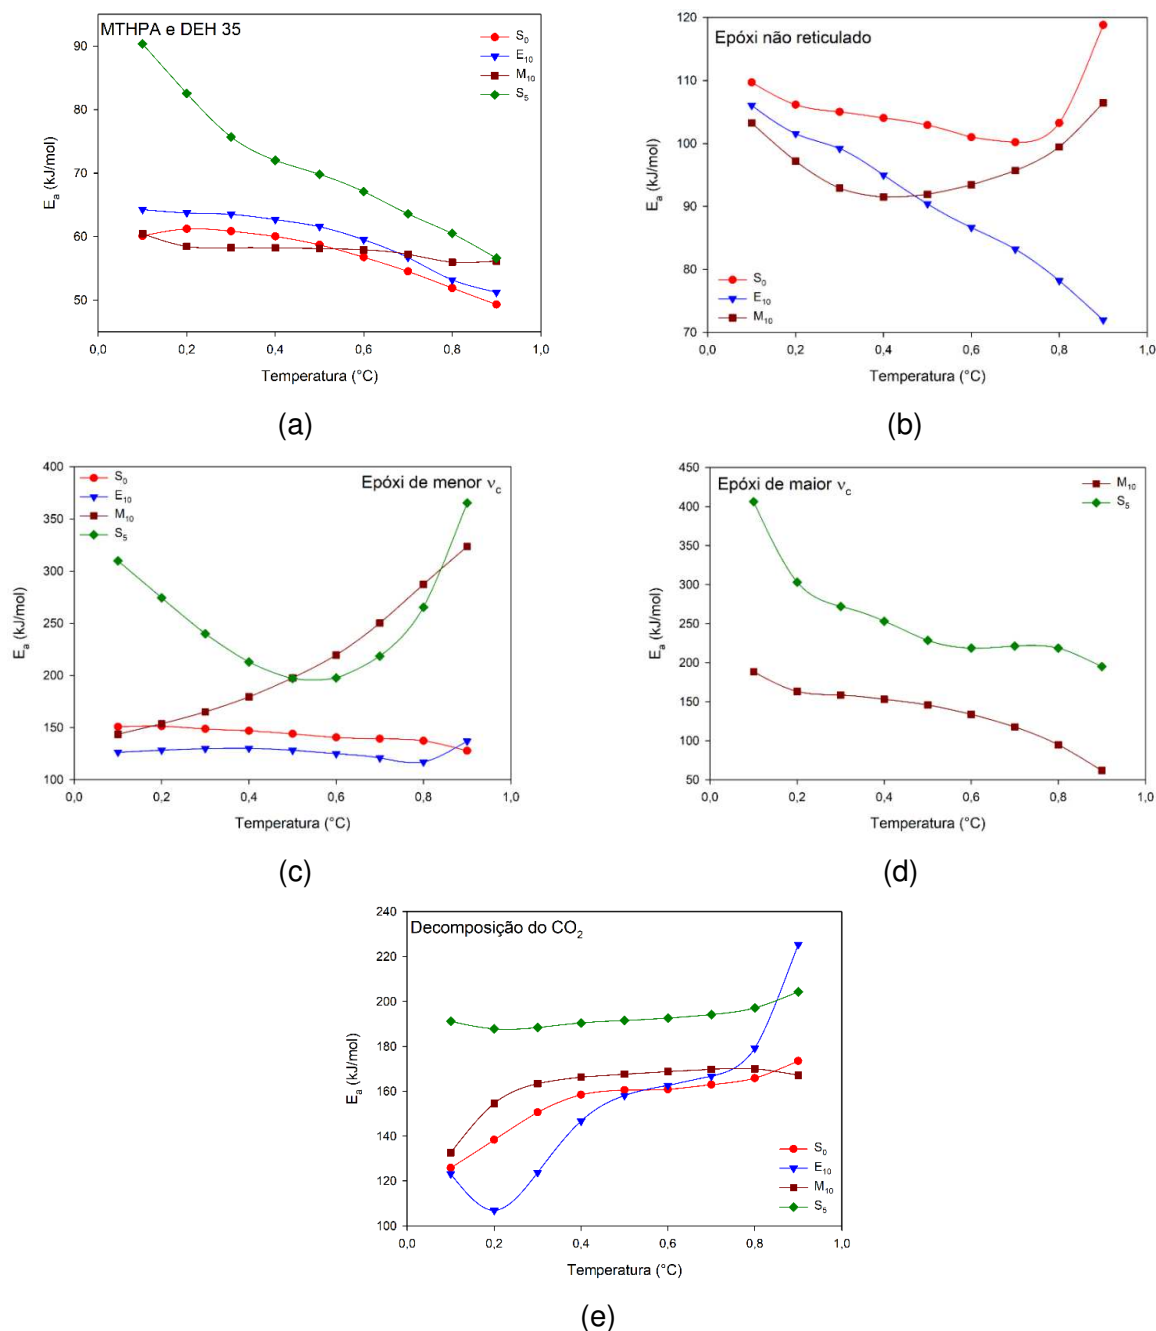 MTHPA e DEH 35
S0
E10
M10
S5
90
80
70
60
50
Ea (kJ/mol)
0,0 0,2 0,4 0,6 0,8 1,0
Temperatura (°C)
(a)
Epóxi não reticulado
120
110
100
90
80
70
Ea (kJ/mol)
S0
E10
M10
0,0 0,2 0,4 0,6 0,8 1,0
Temperatura (°C)
(b)
Epóxi de menor νc
S0
E10
M10
S5
400
350
300
250
200
150
100
Ea (kJ/mol)
0,0 0,2 0,4 0,6 0,8 1,0
Temperatura (°C)
(c)
Epóxi de maior νc
M10
S5
450
400
350
300
250
200
150
100
50
Ea (kJ/mol)
0,0 0,2 0,4 0,6 0,8 1,0
Temperatura (°C)
(d)
Decomposição do CO2
240
220
200
180
160
140
120
100
Ea (kJ/mol)
S0
E10
M10
S5
0,0 0,2 0,4 0,6 0,8 1,0
Temperatura (°C)
(e)